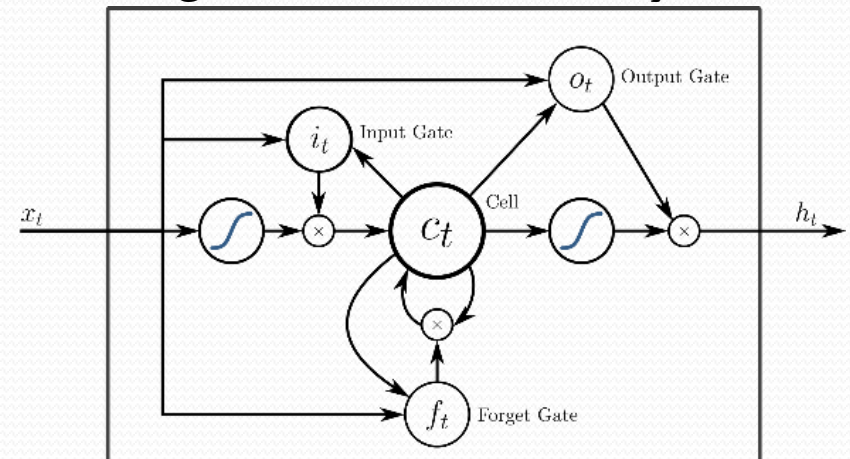 o_t Output Gate
i_t Input Gate
x_t
×
c_t
Cell
×
h_t
×
f_t Forget Gate